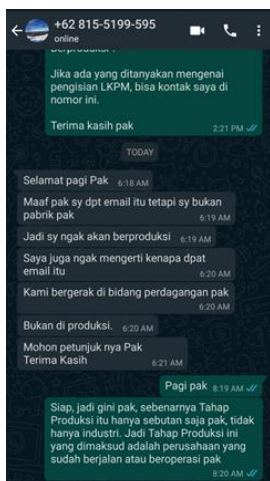 +62 815-5199-595
online
Berproduksi .
Jika ada yang ditanyakan mengenai
pengisian LKPM, bisa kontak saya di
nomor ini.
Terima kasih pak
2:21 PM
TODAY
Selamat pagi Pak 6:18 AM
Maaf pak sy dpt email itu tetapi sy bukan
pabrik pak
6:19 AM
Jadi sy ngak akan berproduksi 6:19 AM
Saya juga ngak mengerti kenapa dpat
email itu
6:20 AM
Kami bergerak di bidang perdagangan pak
6:20 AM
Bukan di produksi. 6:20 AM
Mohon petunjuk nya Pak
Terima Kasih 6:21 AM
Pagi pak 8:19 AM
Siap, jadi gini pak, sebenarnya Tahap
Produksi itu hanya sebutan saja pak, tidak
hanya industri. Jadi Tahap Produksi ini
yang dimaksud adalah perusahaan yang
sudah berjalan atau beroperasi pak
8:20 AM